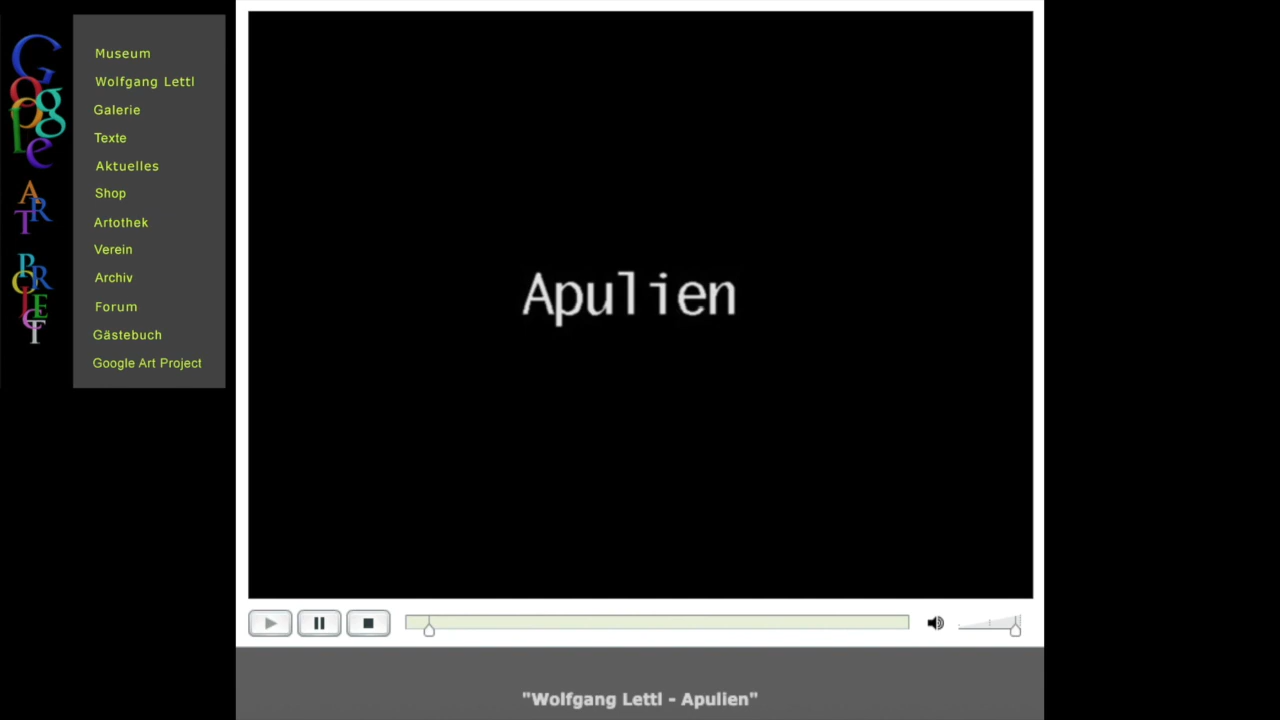 Google
ART
PROJECT
Museum
Wolfgang Lettl
Galerie
Texte
Aktuelles
Shop
Artothek
Verein
Archiv
Forum
Gästebuch
Google Art Project
Apulien
"Wolfgang Lettl - Apulien"